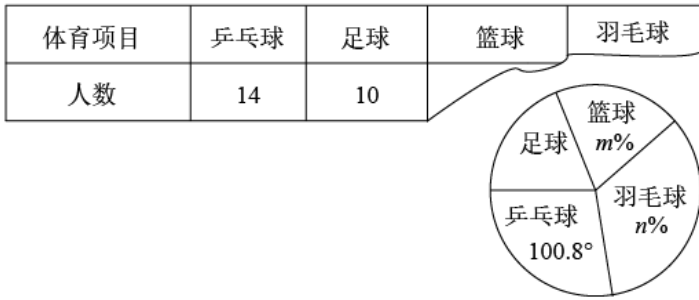 体育项目 乒乓球 足球 篮球 羽毛球
人数 14 10
篮球
m%
足球
羽毛球
n%
乒乓球
100.8°